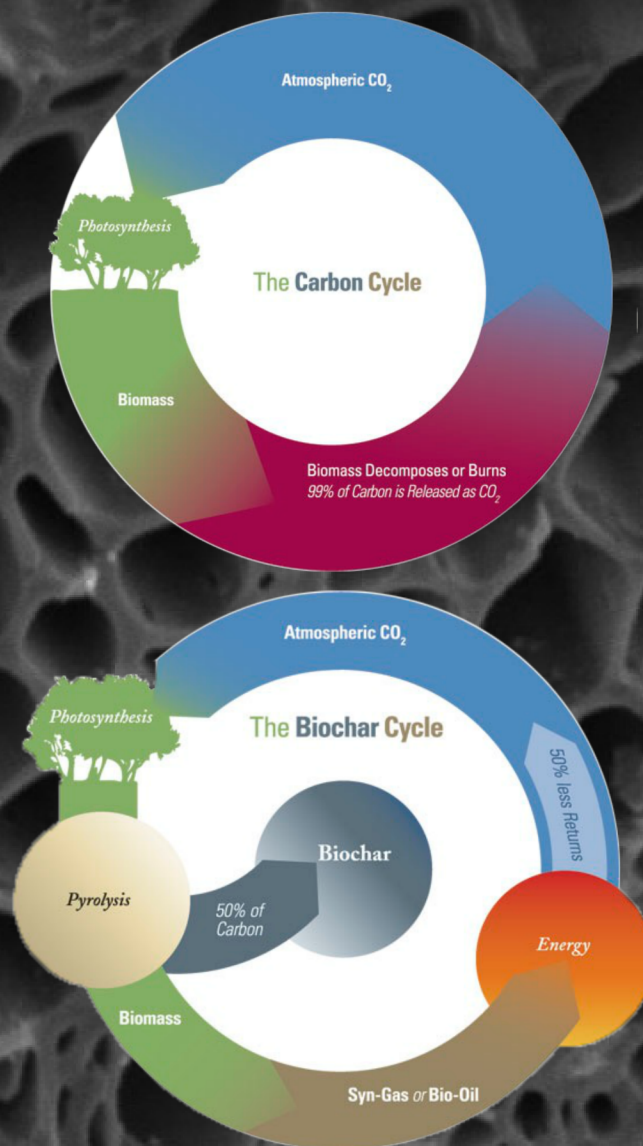 Atmospheric CO₂
Photosynthesis
The Carbon Cycle
Biomass
Biomass Decomposes or Burns
99% of Carbon is Released as CO₂
Atmospheric CO₂
Photosynthesis
The Biochar Cycle
50% less Returns
Biochar
Pyrolysis
50% of
Carbon
Energy
Biomass
Syn-Gas or Bio-Oil